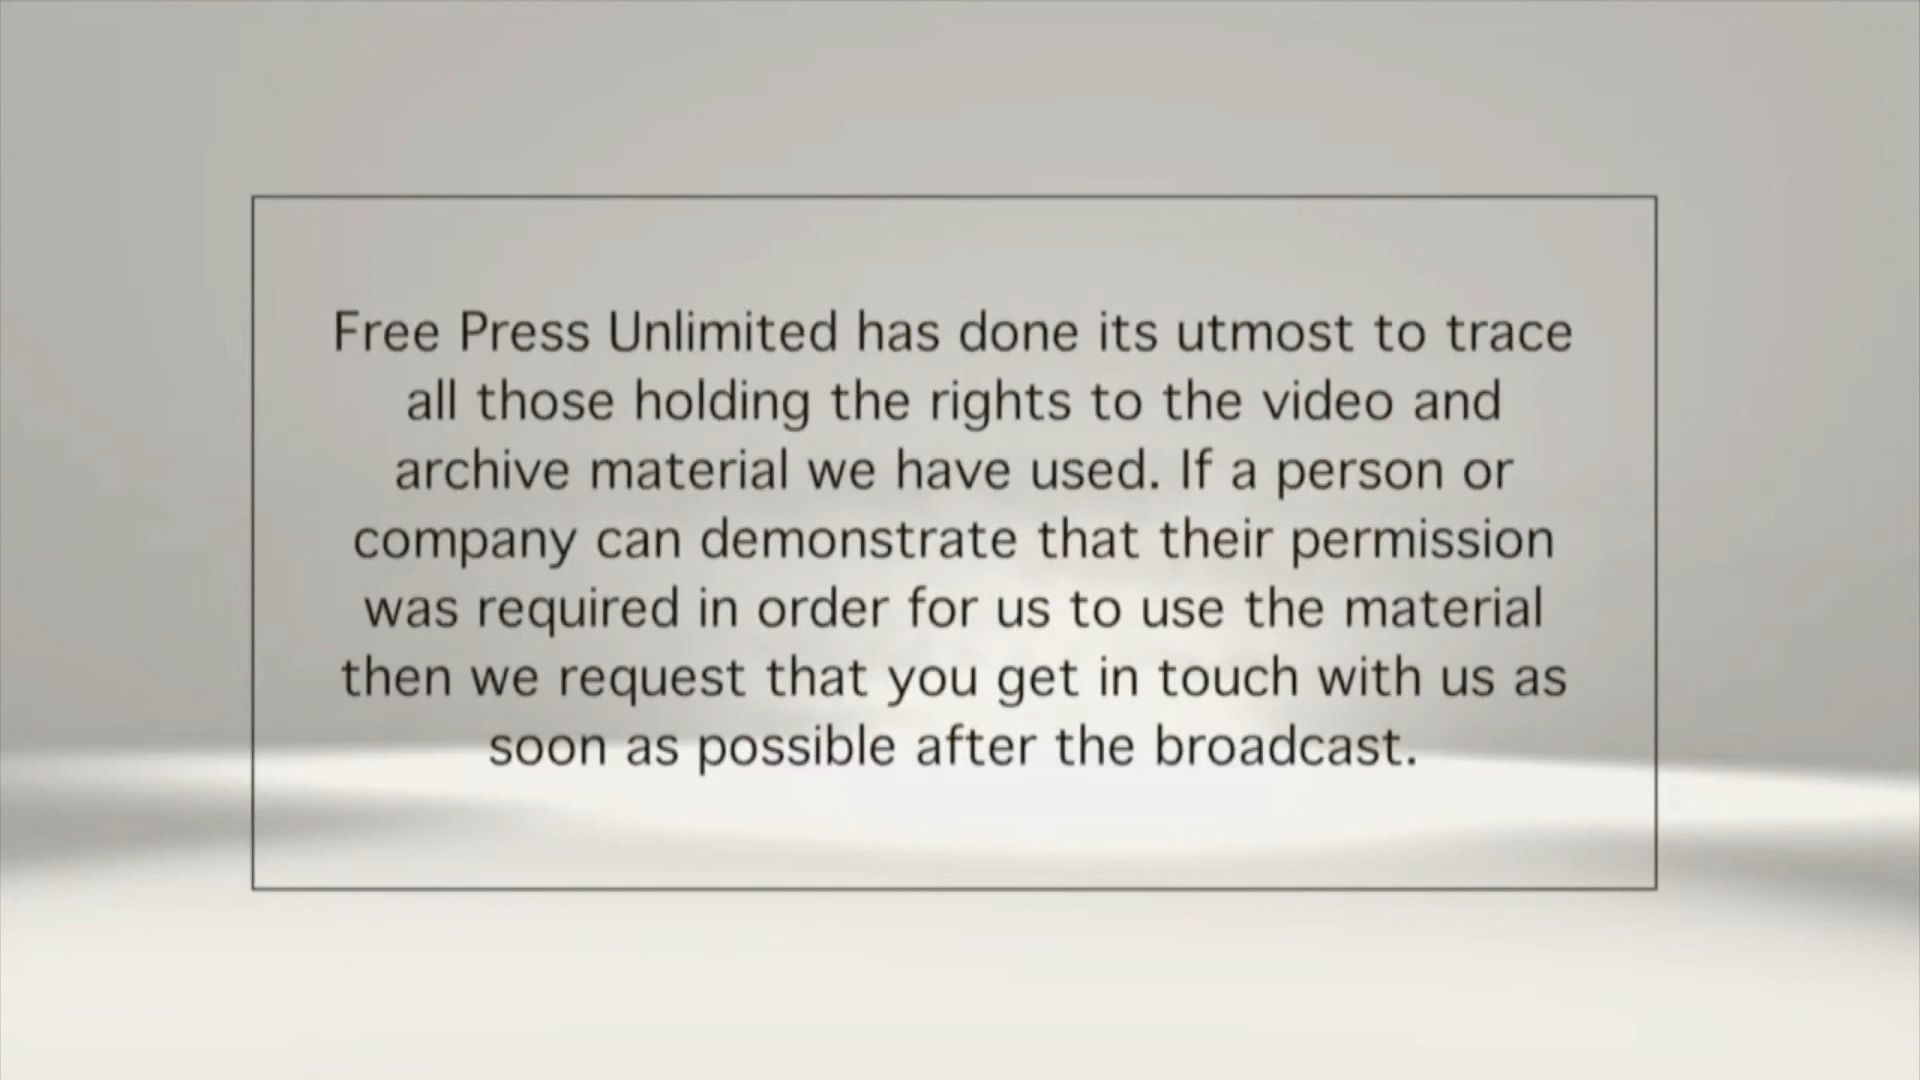 Free Press Unlimited has done its utmost to trace
all those holding the rights to the video and
archive material we have used. If a person or
company can demonstrate that their permission
was required in order for us to use the material
then we request that you get in touch with us as
soon as possible after the broadcast.